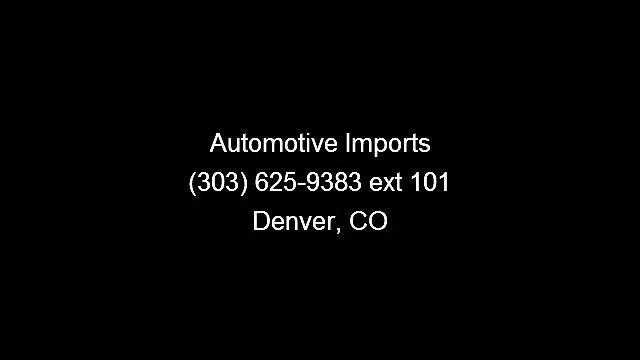 Automotive Imports
(303) 625-9383 ext 101
Denver, CO